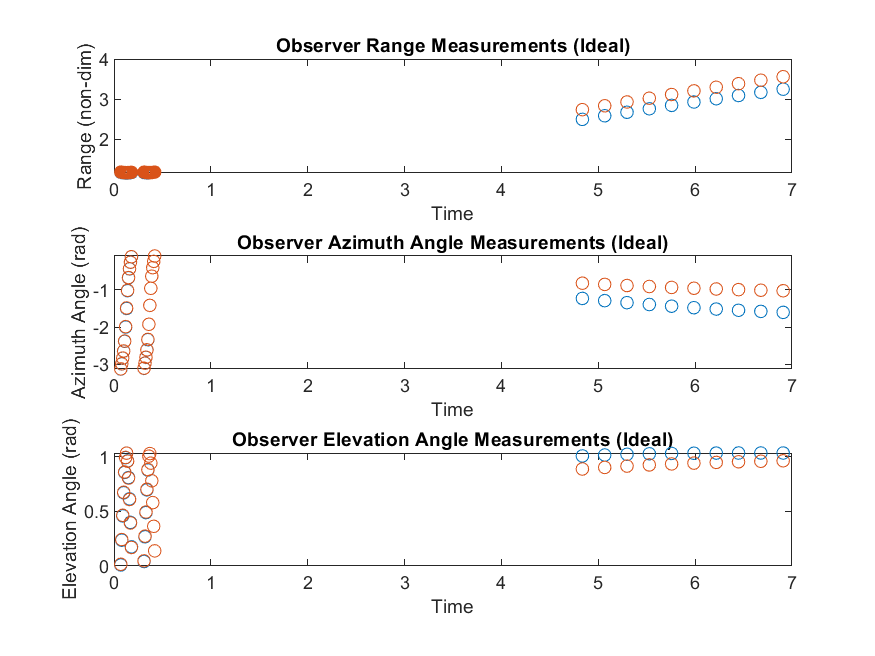 Observer Range Measurements (Ideal)
Range (non-dim)
4
3
2
0 1 2 3 4 5 6 7
Time
Observer Azimuth Angle Measurements (Ideal)
Azimuth Angle (rad)
-1
-2
-3
0 1 2 3 4 5 6 7
Time
Observer Elevation Angle Measurements (Ideal)
Elevation Angle (rad)
1
0.5
0
0 1 2 3 4 5 6 7
Time